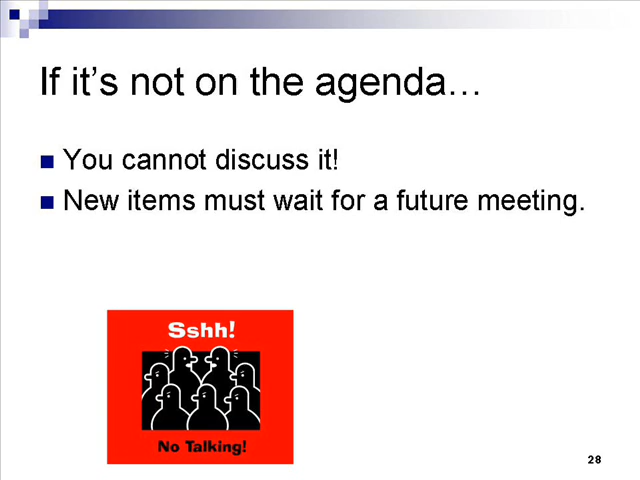 If it's not on the agenda…
You cannot discuss it!
New items must wait for a future meeting.
Sshh!
No Talking!
28